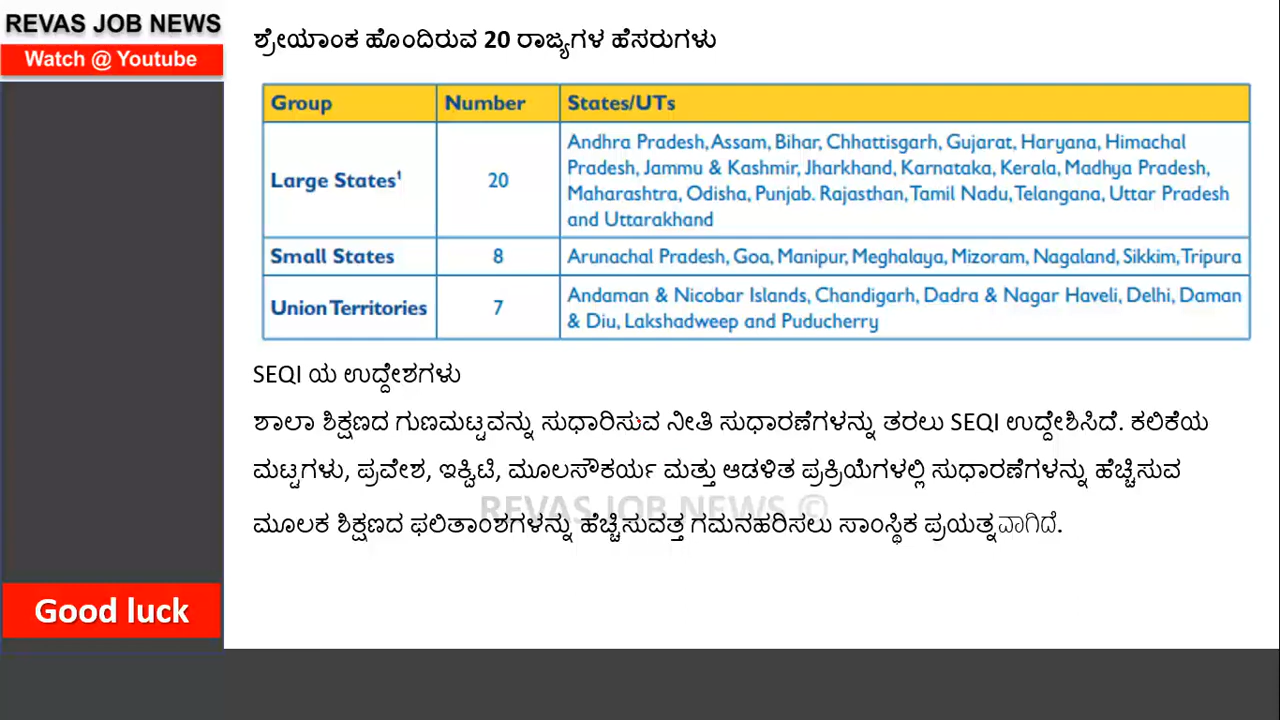 REVAS JOB NEWS
Watch @ Youtube
ಶ್ರೇಯಾಂಕ ಹೊಂದಿರುವ 20 ರಾಜ್ಯಗಳ ಹೆಸರುಗಳು
Group Number States/UTs
Large States¹ 20 Andhra Pradesh, Assam, Bihar, Chhattisgarh, Gujarat, Haryana, Himachal
Pradesh, Jammu & Kashmir, Jharkhand, Karnataka, Kerala, Madhya Pradesh,
Maharashtra, Odisha, Punjab. Rajasthan, Tamil Nadu, Telangana, Uttar Pradesh
and Uttarakhand
Small States 8 Arunachal Pradesh, Goa, Manipur, Meghalaya, Mizoram, Nagaland, Sikkim, Tripura
Union Territories 7 Andaman & Nicobar Islands, Chandigarh, Dadra & Nagar Haveli, Delhi, Daman
& Diu, Lakshadweep and Puducherry
SEQI ಯ ಉದ್ದೇಶಗಳು
ಶಾಲಾ ಶಿಕ್ಷಣದ ಗುಣಮಟ್ಟವನ್ನು ಸುಧಾರಿಸುವ ನೀತಿ ಸುಧಾರಣೆಗಳನ್ನು ತರಲು SEQI ಉದ್ದೇಶಿಸಿದೆ. ಕಲಿಕೆಯ
ಮಟ್ಟಗಳು, ಪ್ರವೇಶ, ಇಕ್ವಿಟಿ, ಮೂಲಸೌಕರ್ಯ ಮತ್ತು ಆಡಳಿತ ಪ್ರಕ್ರಿಯೆಗಳಲ್ಲಿ ಸುಧಾರಣೆಗಳನ್ನು ಹೆಚ್ಚಿಸುವ
REVAS JOB NEWS ©
ಮೂಲಕ ಶಿಕ್ಷಣದ ಫಲಿತಾಂಶಗಳನ್ನು ಹೆಚ್ಚಿಸುವತ್ತ ಗಮನಹರಿಸಲು ಸಾಂಸ್ಥಿಕ ಪ್ರಯತ್ನವಾಗಿದೆ.
Good luck